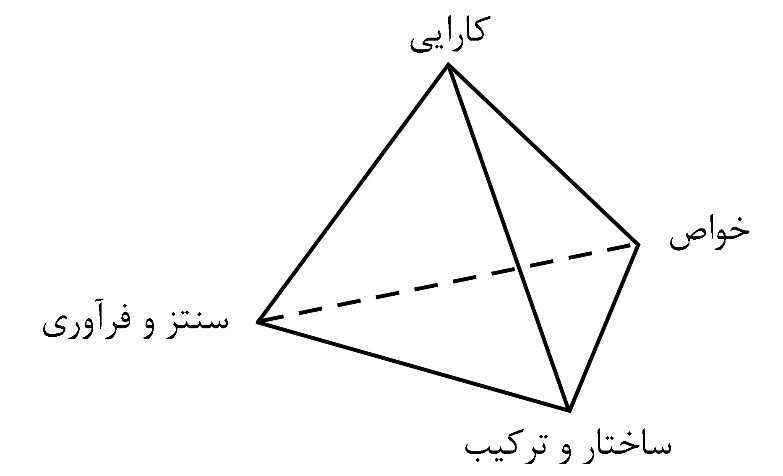 کارایی
خواص
سنتز و فرآوری
ساختار و ترکیب